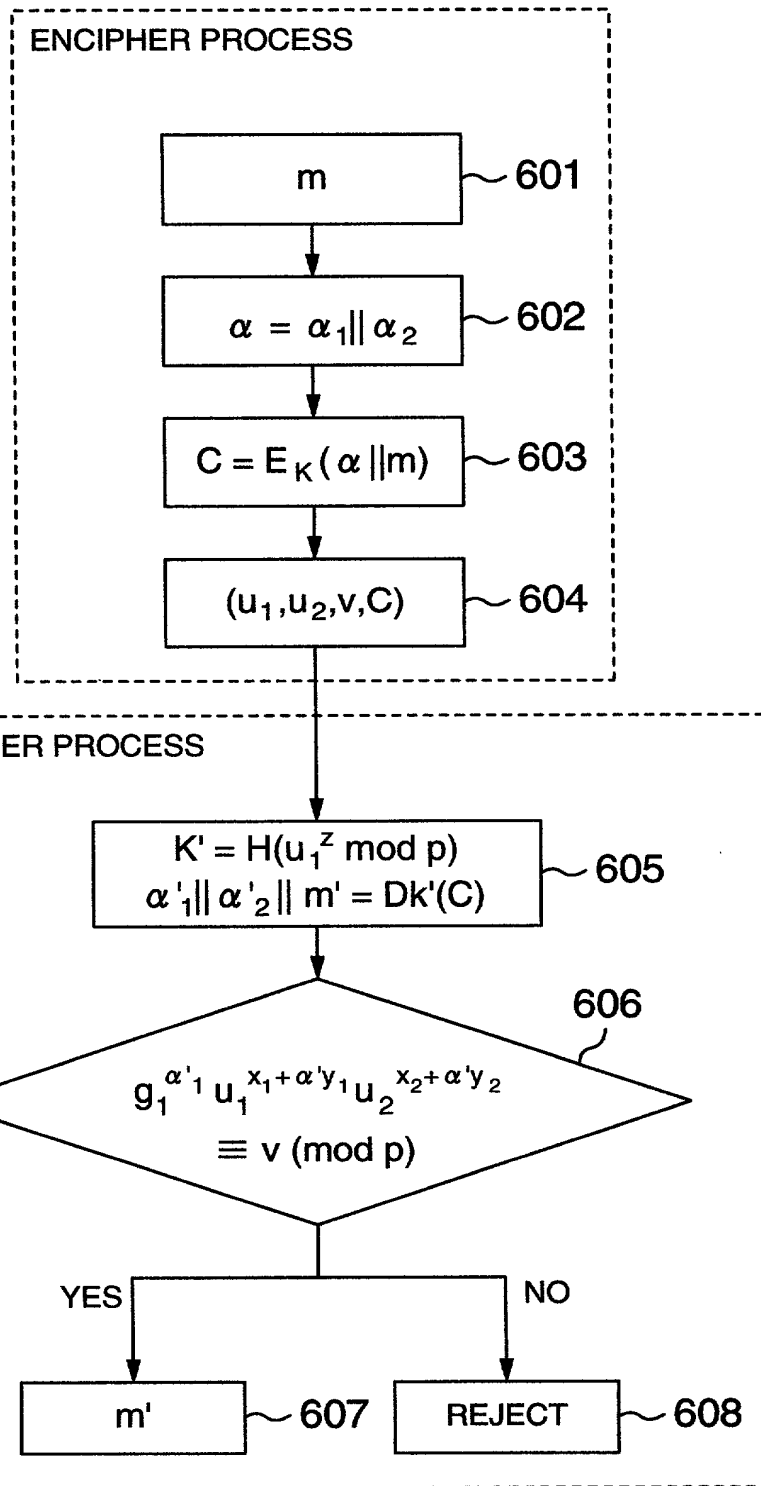 ENCIPHER PROCESS
m 601
α = α₁|| α₂ 602
C = E_K ( α ||m) 603
(u₁,u₂,v,C) 604
ER PROCESS
K' = H(u₁^z mod p)
α'₁|| α'₂|| m' = Dk'(C)
605
606
g₁^α'₁ u₁^x₁+α'y₁ u₂^x₂+α'y₂
≡ v (mod p)
YES NO
m' 607 REJECT 608